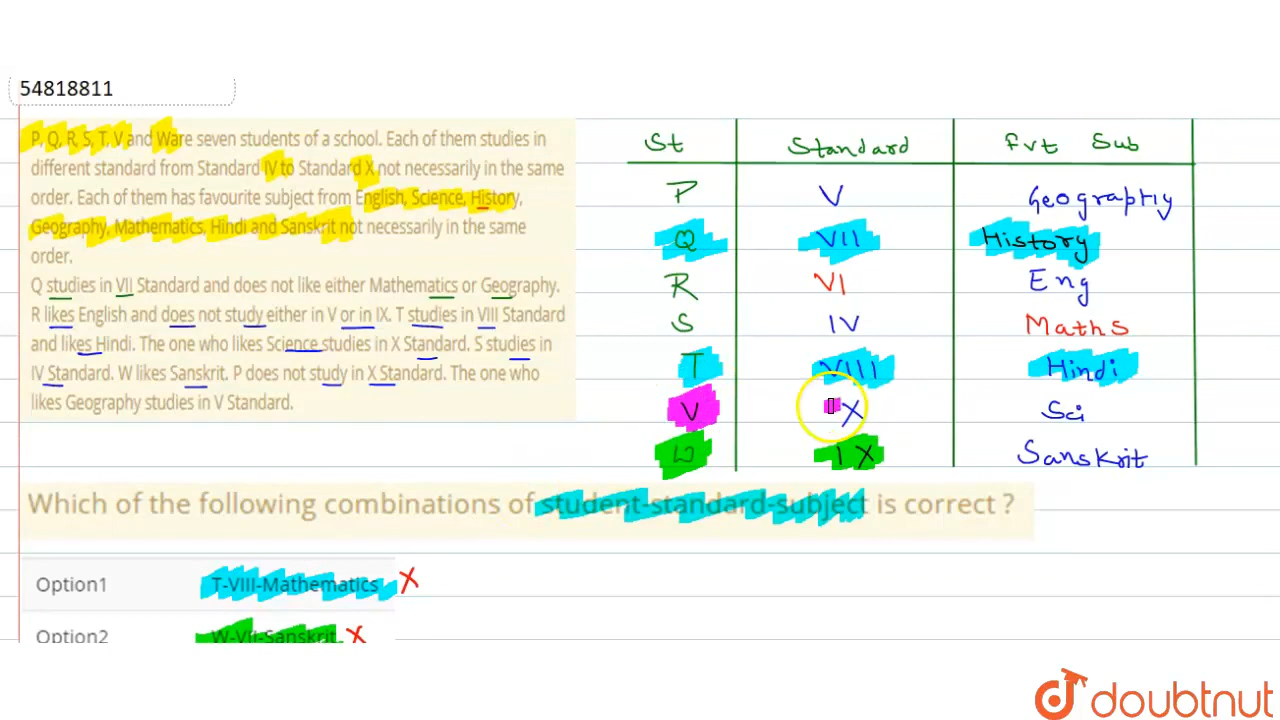 54818811
P, Q, R, S, T, V and Ware seven students of a school. Each of them studies in
different standard from Standard IV to Standard X not necessarily in the same
order. Each of them has favourite subject from English, Science, History,
Geography, Mathematics, Hindi and Sanskrit not necessarily in the same
order.
Q studies in VII Standard and does not like either Mathematics or Geography.
R likes English and does not study either in V or in IX. T studies in VIII Standard
and likes Hindi. The one who likes Science studies in X Standard. S studies in
IV Standard. W likes Sanskrit. P does not study in X Standard. The one who
likes Geography studies in V Standard.
St Standard Fvt Sub
P V Geography
Q VII History
R VI Eng
S IV Maths
T VIII Hindi
V X Sci
W IX Sanskrit
Which of the following combinations of student-standard-subject is correct ?
Option1 T-VIII-Mathematics X
Option2 W-VII-Sanskrit X
doubtnut